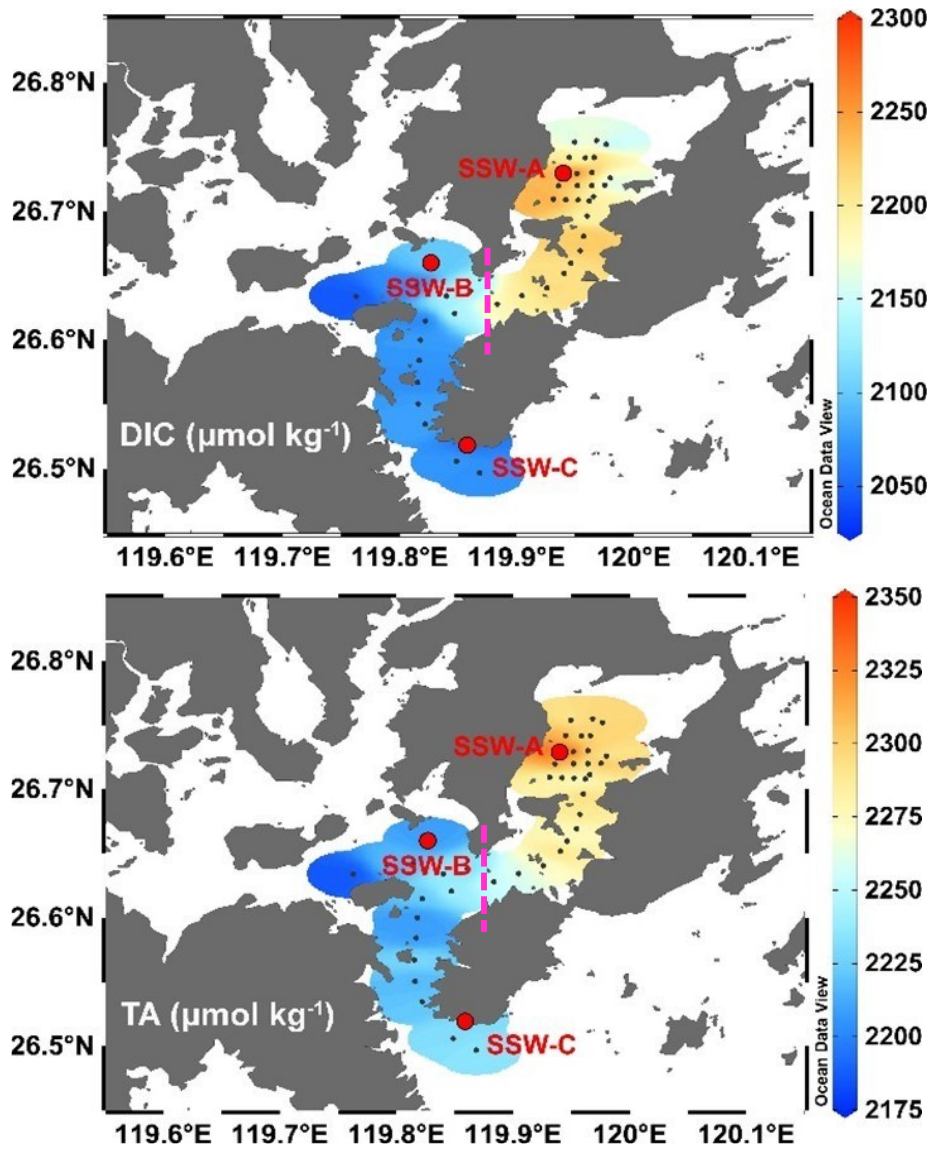 2300
26.8°N
2250
SSW-A
26.7°N
2200
SSW-B
2150
26.6°N
2100
DIC (µmol kg⁻¹)
26.5°N
SSW-C
2050
Ocean Data View
119.6°E 119.7°E 119.8°E 119.9°E 120°E 120.1°E
2350
26.8°N
2325
SSW-A
2300
26.7°N
2275
SSW-B
2250
26.6°N
2225
TA (µmol kg⁻¹)
2200
26.5°N
SSW-C
Ocean Data View
2175
119.6°E 119.7°E 119.8°E 119.9°E 120°E 120.1°E